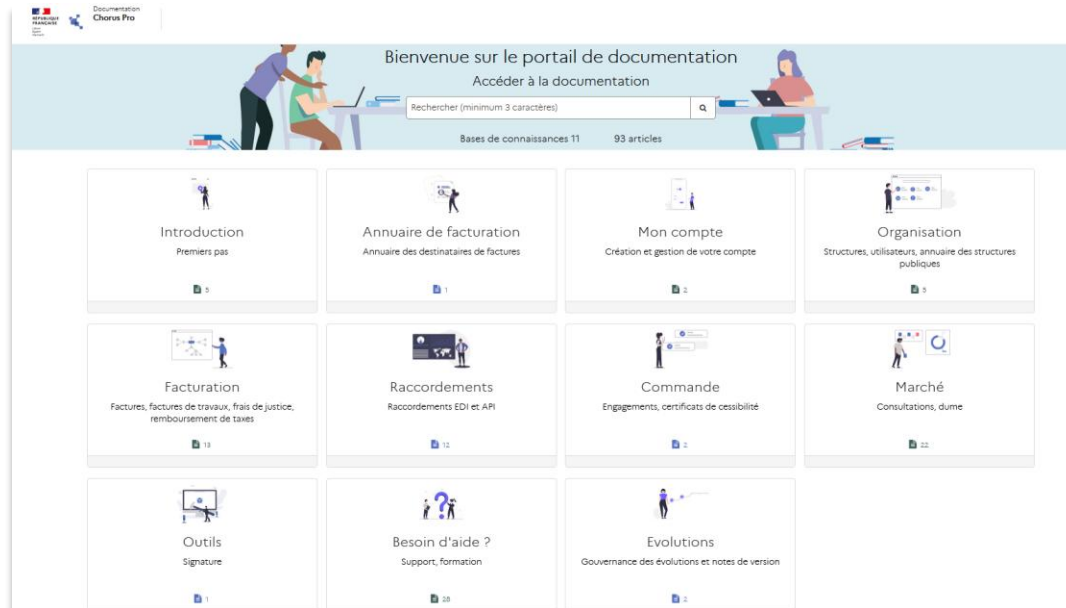 Documentation
Chorus Pro
RÉPUBLIQUE
FRANÇAISE
Bienvenue sur le portail de documentation
Accéder à la documentation
Rechercher (minimum 3 caractères)
Bases de connaissances 11 93 articles
Introduction
Premiers pas
5
Annuaire de facturation
Annuaire des destinataires de factures
1
Mon compte
Création et gestion de votre compte
2
Organisation
Structures, utilisateurs, annuaire des structures
publiques
5
Facturation
Factures, factures de travaux, frais de justice,
remboursement de taxes
13
Raccordements
Raccordements EDI et API
12
Commande
Engagements, certificats de cessibilité
2
Marché
Consultations, dume
22
Outils
Signature
1
Besoin d'aide ?
Support, formation
28
Evolutions
Gouvernance des évolutions et notes de version
2